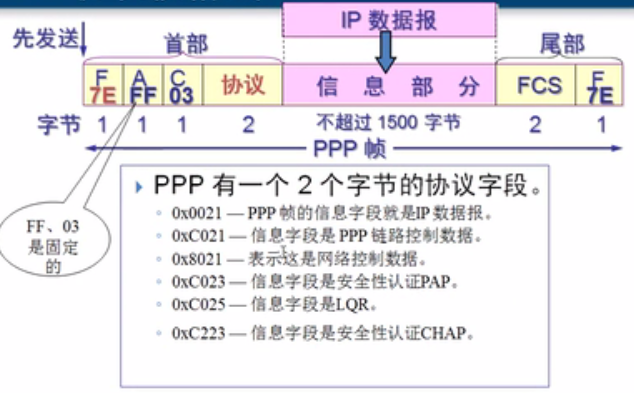 IP 数据报
先发送
首部
尾部
F A C
7E FF 03 协议 信 息 部 分 FCS F 7E
字节 1 1 1 2 不超过 1500 字节 2 1
PPP 帧
PPP 有一个 2 个字节的协议字段。
0x0021 — PPP 帧的信息字段就是IP 数据报。
0xC021 — 信息字段是 PPP 链路控制数据。
0x8021 — 表示这是网络控制数据。
0xC023 — 信息字段是安全性认证PAP。
0xC025 — 信息字段是LQR。
0xC223 — 信息字段是安全性认证CHAP。
FF、03
是固定
的